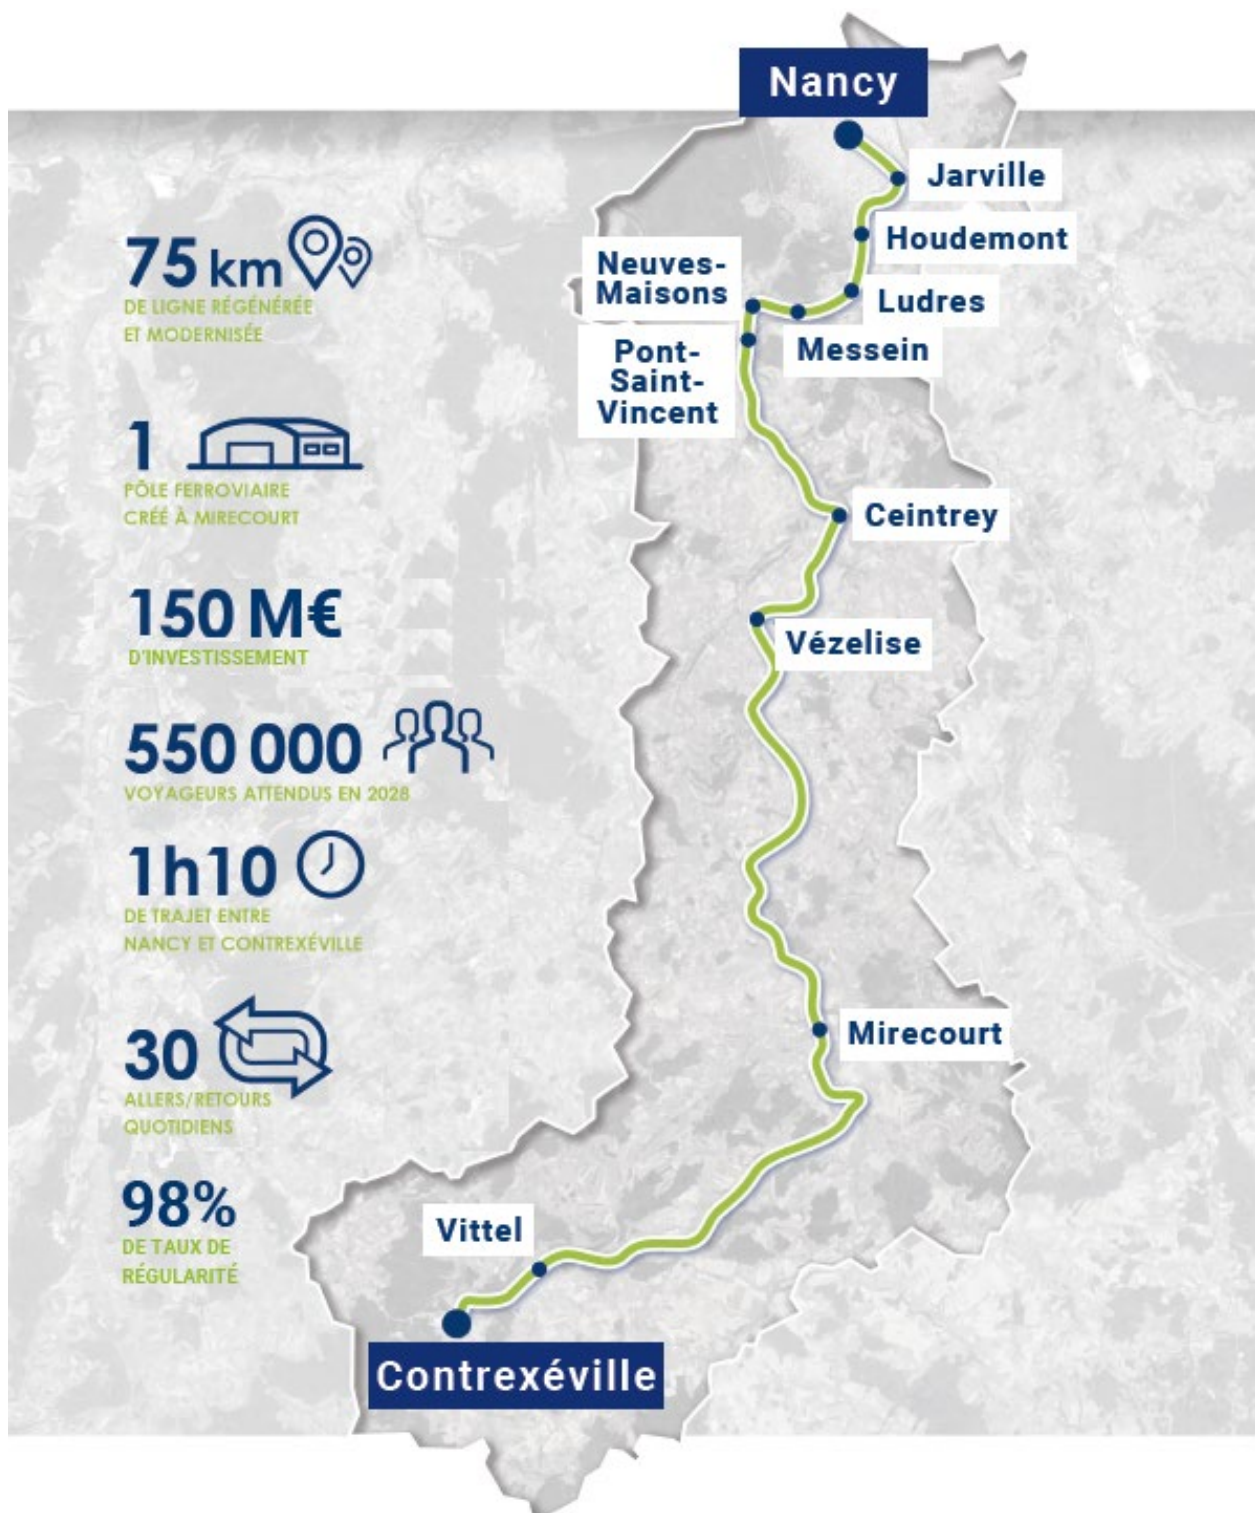 Nancy
Jarville
Houdemont
Neuves-
Maisons
Ludres
Messein
Pont-
Saint-
Vincent
Ceintrey
Vézelise
Mirecourt
Vittel
Contrexéville
75 km
DE LIGNE RÉGÉNÉRÉE
ET MODERNISÉE
1
PÔLE FERROVIAIRE
CRÉÉ À MIRECOURT
150 M€
D'INVESTISSEMENT
550 000
VOYAGEURS ATTENDUS EN 2028
1h10
DE TRAJET ENTRE
NANCY ET CONTREXÉVILLE
30
ALLERS/RETOURS
QUOTIDIENS
98%
DE TAUX DE
RÉGULARITÉ